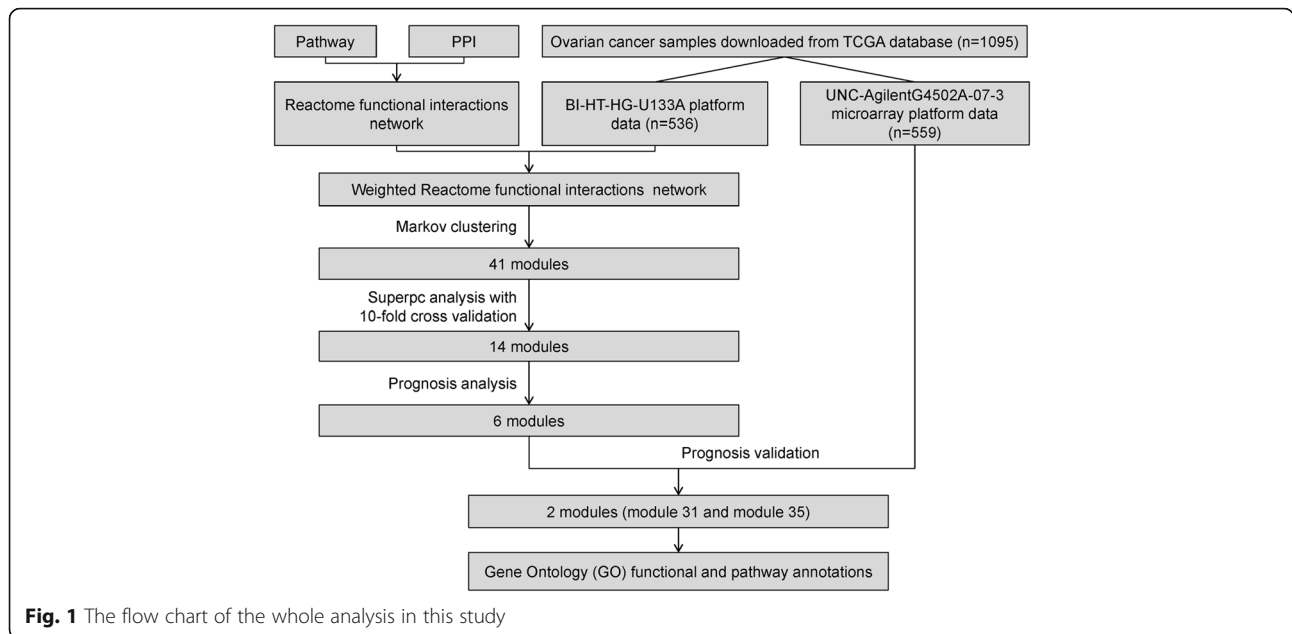 Pathway
PPI
Ovarian cancer samples downloaded from TCGA database (n=1095)
Reactome functional interactions
network
BI-HT-HG-U133A platform
data (n=536)
UNC-AgilentG4502A-07-3
microarray platform data
(n=559)
Weighted Reactome functional interactions network
Markov clustering
41 modules
Superpc analysis with
10-fold cross validation
14 modules
Prognosis analysis
6 modules
Prognosis validation
2 modules (module 31 and module 35)
Gene Ontology (GO) functional and pathway annotations
Fig. 1 The flow chart of the whole analysis in this study